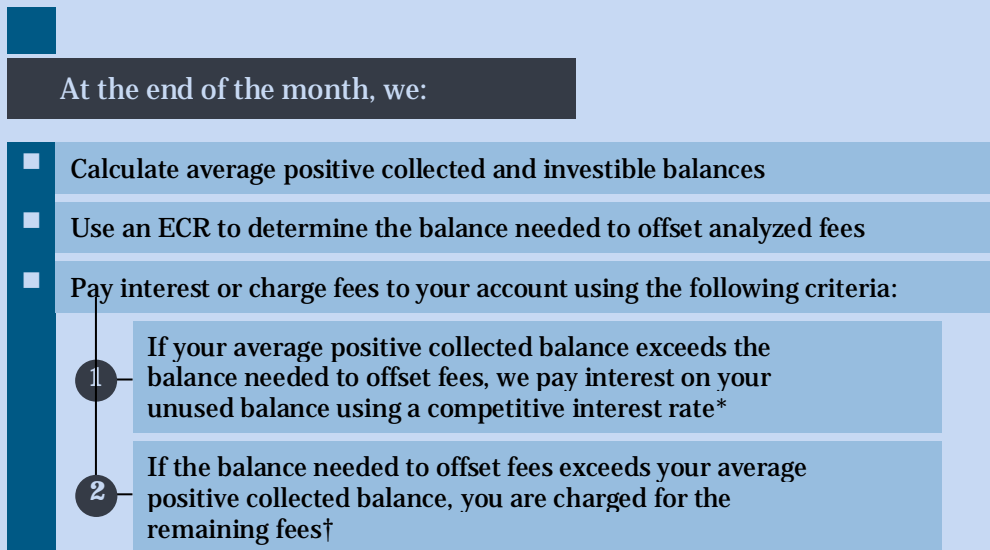 At the end of the month, we:
Calculate average positive collected and investible balances
Use an ECR to determine the balance needed to offset analyzed fees
Pay interest or charge fees to your account using the following criteria:
1
If your average positive collected balance exceeds the
balance needed to offset fees, we pay interest on your
unused balance using a competitive interest rate*
2
If the balance needed to offset fees exceeds your average
positive collected balance, you are charged for the
remaining fees†